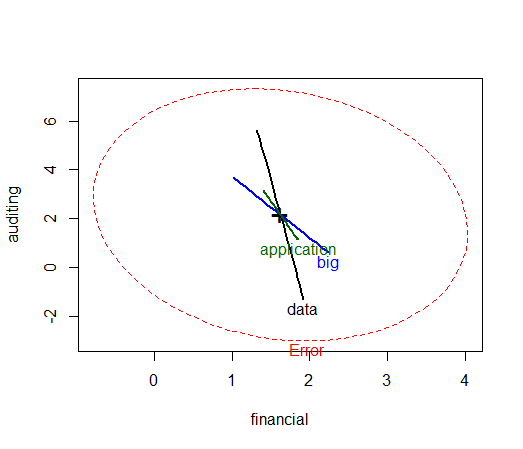 auditing
6
4
2
0
-2
application
big
data
Error
0 1 2 3 4
financial